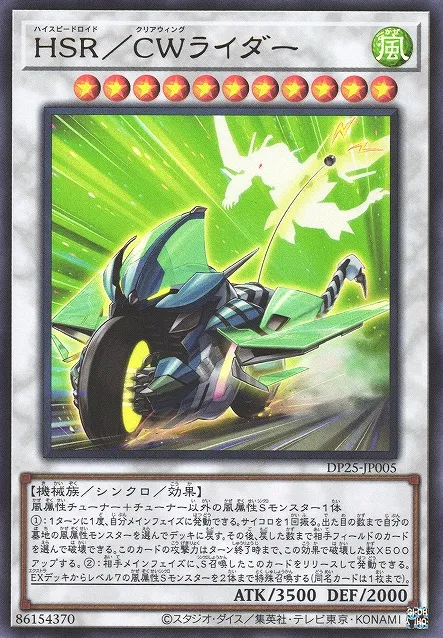 ハイスピードロイド クリアウィング
HSR／CWライダー
かぜ
風
DP25-JP005
【機械族／シンクロ／効果】
風属性チューナー＋チューナー以外の風属性Sモンスター1体
①：1ターンに1度、自分メインフェイズに発動できる。サイコロを1回振る。出た目の数まで自分の
墓地の風属性モンスターを選んでデッキに戻す。その後、戻した数まで相手フィールドのカード
を選んで破壊できる。このカードの攻撃力はターン終了時まで、この効果で破壊した数×500
アップする。②：相手メインフェイズに、S召喚したこのカードをリリースして発動できる。
EXデッキからレベル7の風属性Sモンスターを2体まで特殊召喚する（同名カードは1枚まで）。
ATK/3500 DEF/2000
86154370 ©スタジオ・ダイス／集英社・テレビ東京・KONAMI